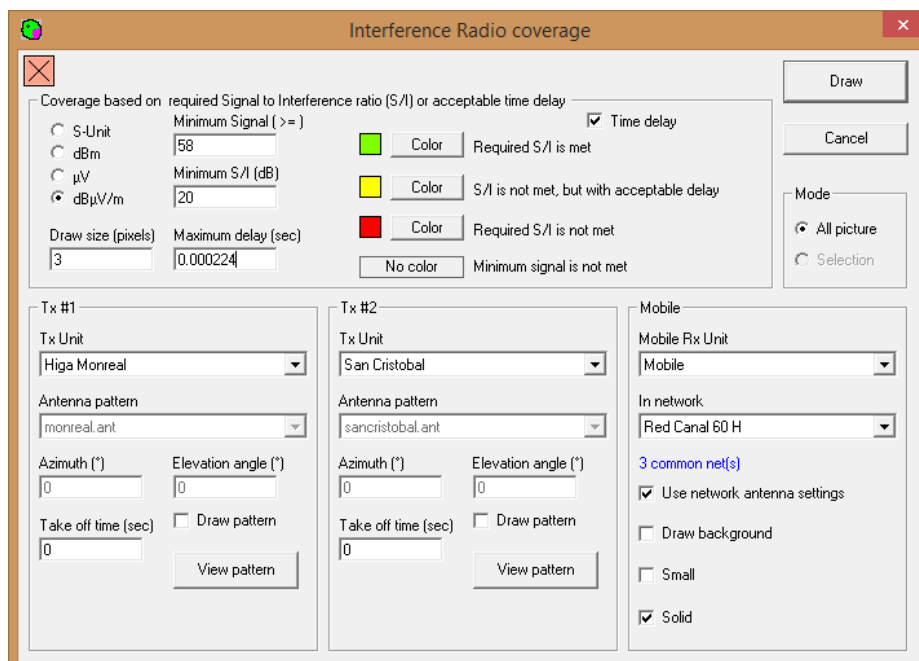 Interference Radio coverage
Coverage based on required Signal to Interference ratio (S/I) or acceptable time delay
S-Unit
dBm
µV
dBµV/m
Minimum Signal ( >= )
58
Minimum S/I (dB)
20
Draw size (pixels)
3
Maximum delay (sec)
0.000224
Time delay
Color
Required S/I is met
Color
S/I is not met, but with acceptable delay
Color
Required S/I is not met
No color
Minimum signal is not met
Draw
Cancel
Mode
All picture
Selection
Tx #1
Tx Unit
Higa Monreal
Antenna pattern
monreal.ant
Azimuth (°)
0
Elevation angle (°)
0
Take off time (sec)
0
Draw pattern
View pattern
Tx #2
Tx Unit
San Cristobal
Antenna pattern
sancristobal.ant
Azimuth (°)
0
Elevation angle (°)
0
Take off time (sec)
0
Draw pattern
View pattern
Mobile
Mobile Rx Unit
Mobile
In network
Red Canal 60 H
3 common net(s)
Use network antenna settings
Draw background
Small
Solid